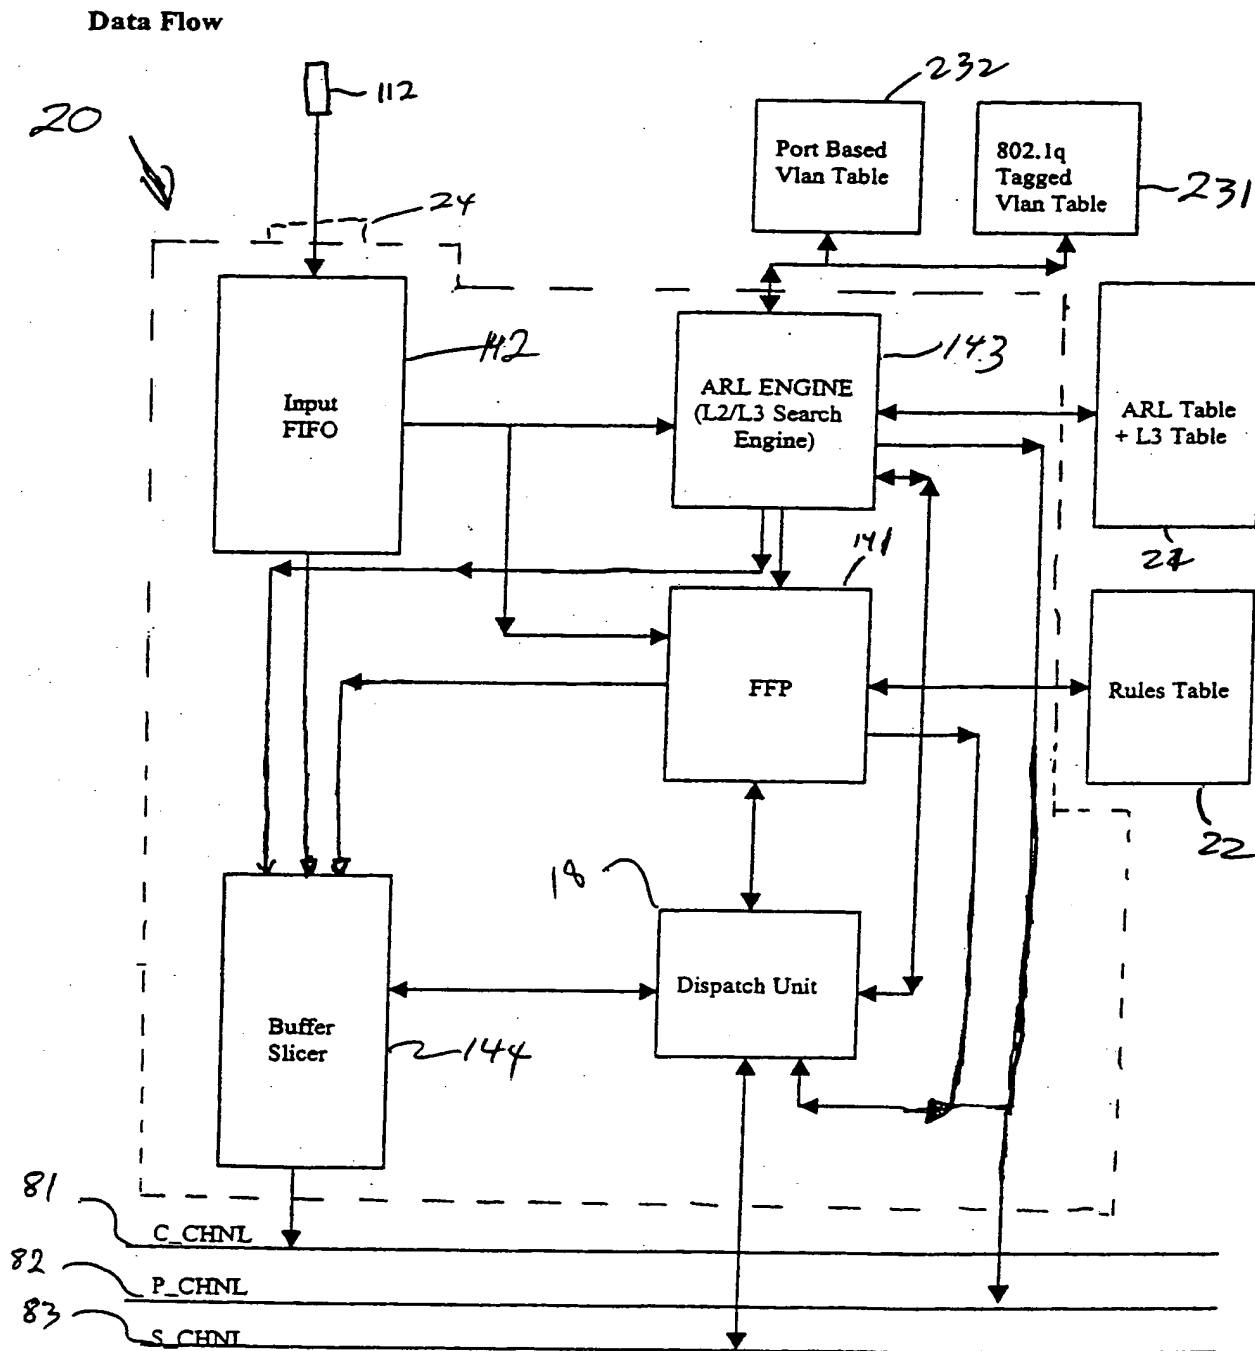 Data Flow
112
20
24
232
Port Based
Vlan Table
802.1q
Tagged
Vlan Table
231
142
143
Input
FIFO
ARL ENGINE
(L2/L3 Search
Engine)
ARL Table
+ L3 Table
141
FFP
Rules Table
22
18
Dispatch Unit
Buffer
Slicer
144
81
C_CHNL
82
P_CHNL
83
S_CHNL